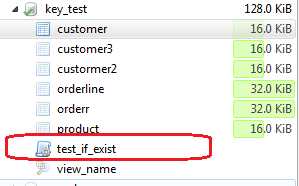 key_test 128.0 KiB
customer 16.0 KiB
customer3 16.0 KiB
custormer2 16.0 KiB
orderline 32.0 KiB
orderr 32.0 KiB
product 16.0 KiB
test_if_exist
view_name